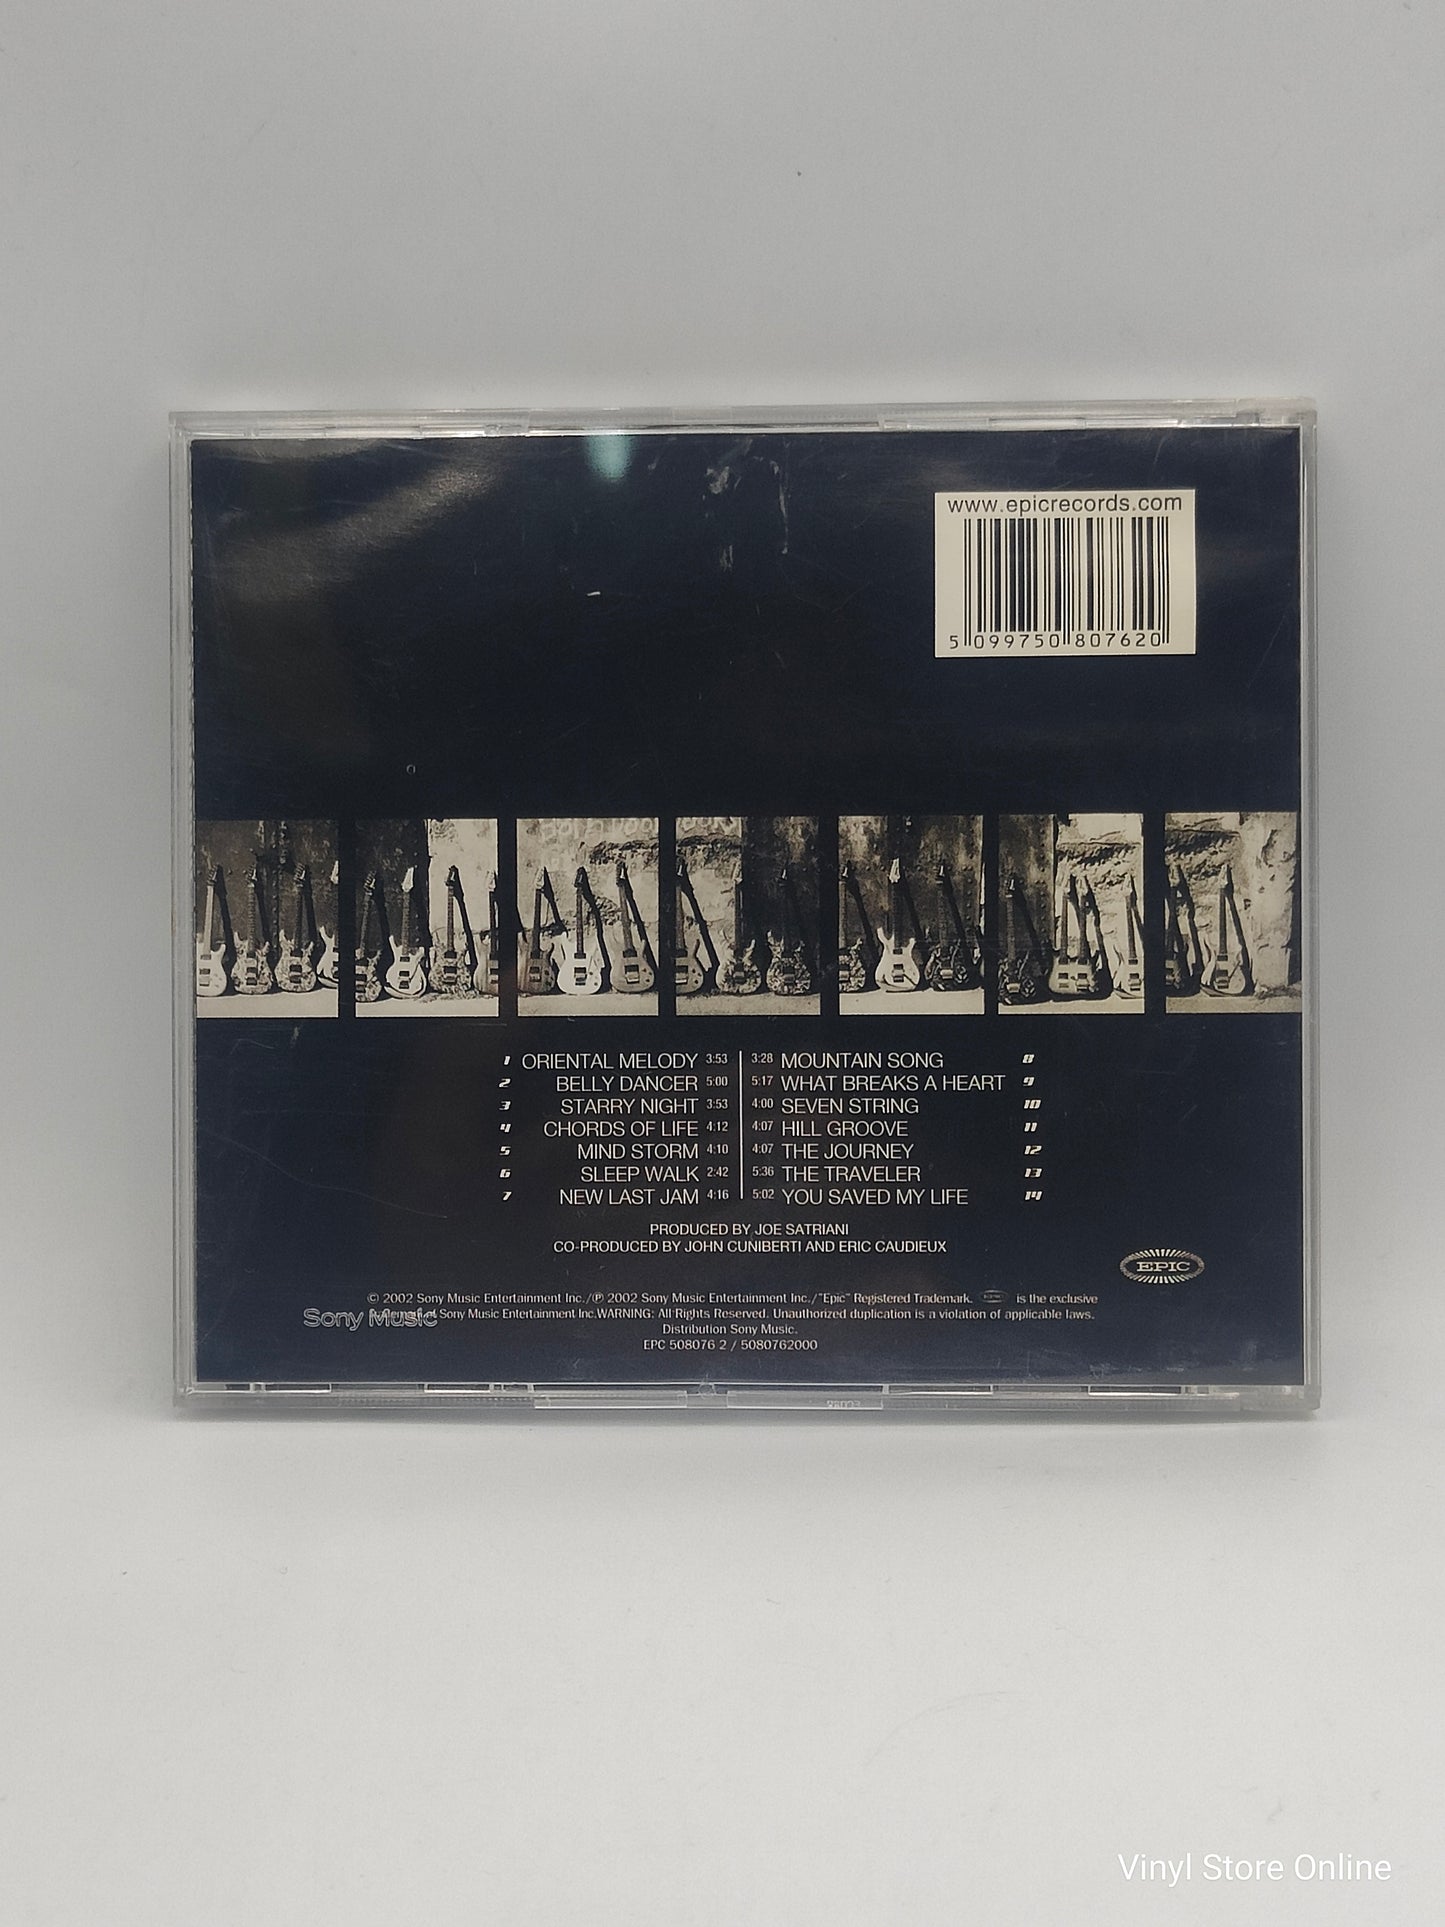 www.epicrecords.com
5 099750 807620
1 ORIENTAL MELODY 3:53
2 BELLY DANCER 5:00
3 STARRY NIGHT 3:53
4 CHORDS OF LIFE 4:12
5 MIND STORM 4:10
6 SLEEP WALK 2:42
7 NEW LAST JAM 4:16
3:28 MOUNTAIN SONG 8
5:17 WHAT BREAKS A HEART 9
4:00 SEVEN STRING 10
4:07 HILL GROOVE 11
4:07 THE JOURNEY 12
5:36 THE TRAVELER 13
5:02 YOU SAVED MY LIFE 14
PRODUCED BY JOE SATRIANI
CO-PRODUCED BY JOHN CUNIBERTI AND ERIC CAUDIEUX
EPIC
© 2002 Sony Music Entertainment Inc./℗ 2002 Sony Music Entertainment Inc./"Epic" Registered Trademark. EPIC is the exclusive
of Sony Music Entertainment Inc.WARNING: All Rights Reserved. Unauthorized duplication is a violation of applicable laws.
Sony Music
Distribution Sony Music.
EPC 508076 2 / 5080762000
Vinyl Store Online